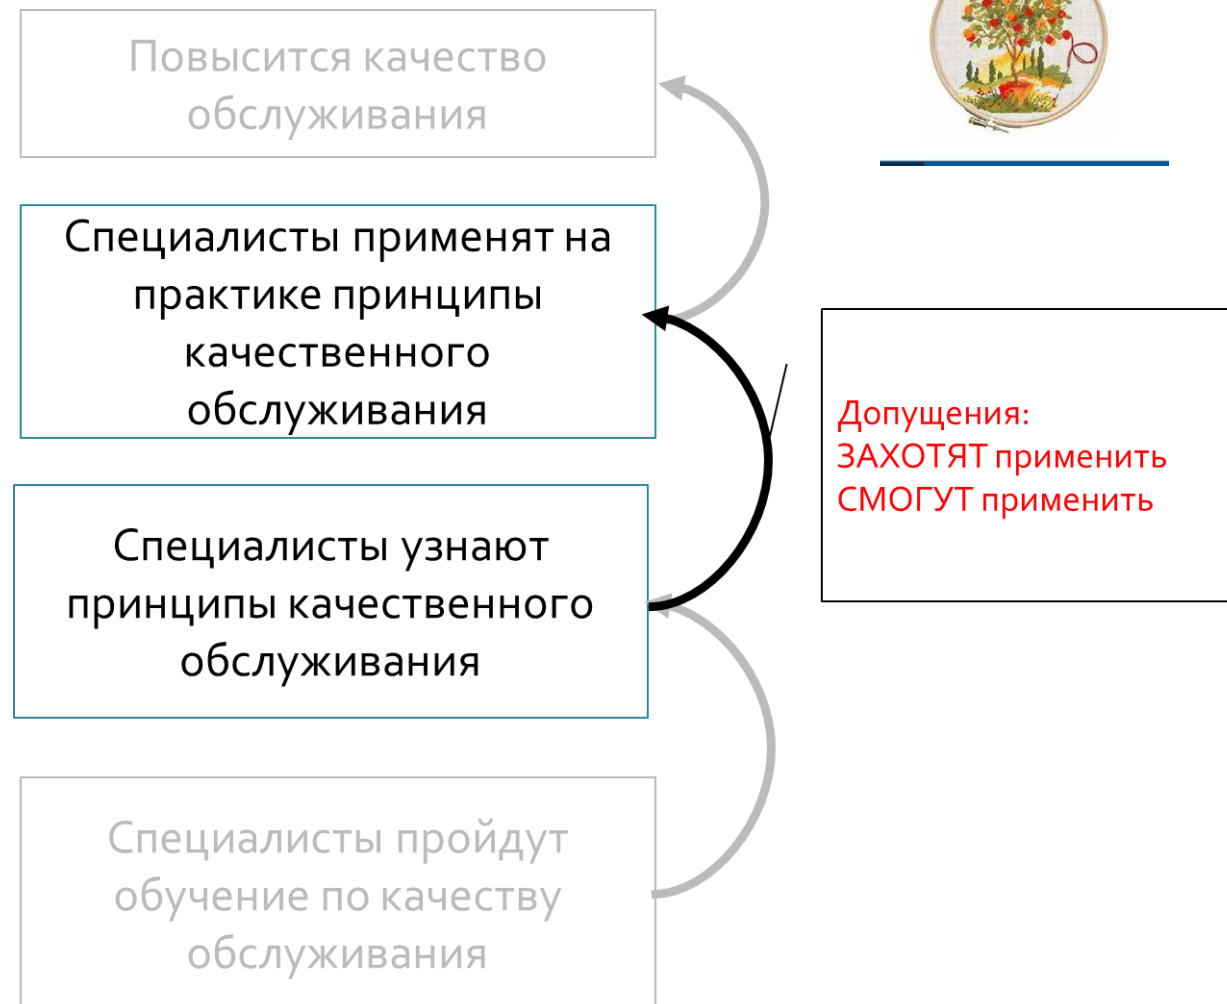 Повысится качество
обслуживания
Специалисты применят на
практике принципы
качественного
обслуживания
Допущения:
ЗАХОТЯТ применить
СМОГУТ применить
Специалисты узнают
принципы качественного
обслуживания
Специалисты пройдут
обучение по качеству
обслуживания